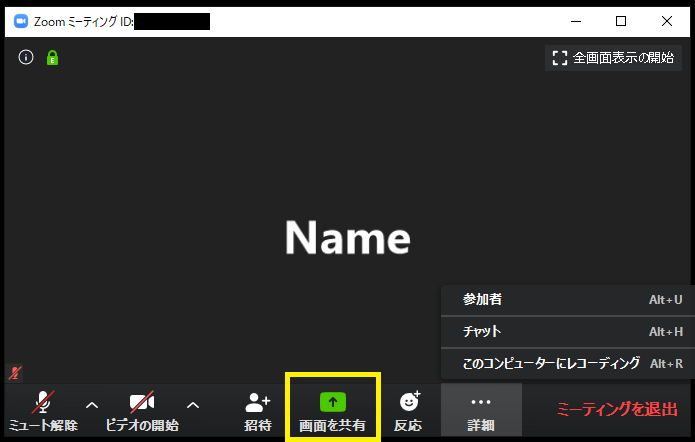 Zoom ミーティング ID:
全画面表示の開始
E
Name
参加者 Alt+U
チャット Alt+H
このコンピューターにレコーディング Alt+R
ミュート解除 ビデオの開始 招待 画面を共有 反応 詳細 ミーティングを退出